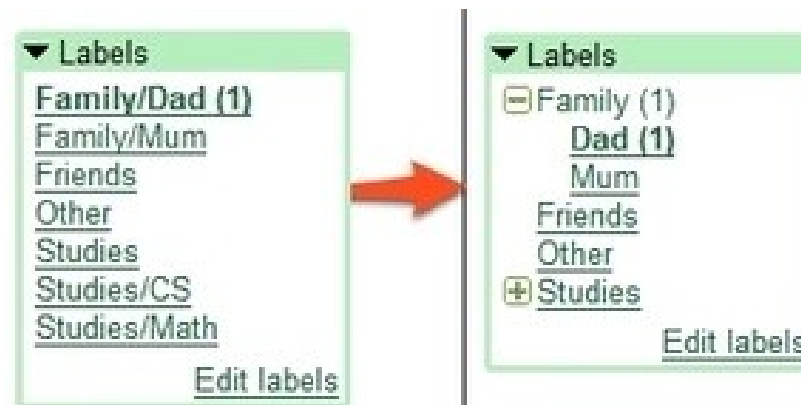 Labels
Family/Dad (1)
Family/Mum
Friends
Other
Studies
Studies/CS
Studies/Math
Edit labels
Labels
Family (1)
Dad (1)
Mum
Friends
Other
Studies
Edit labels